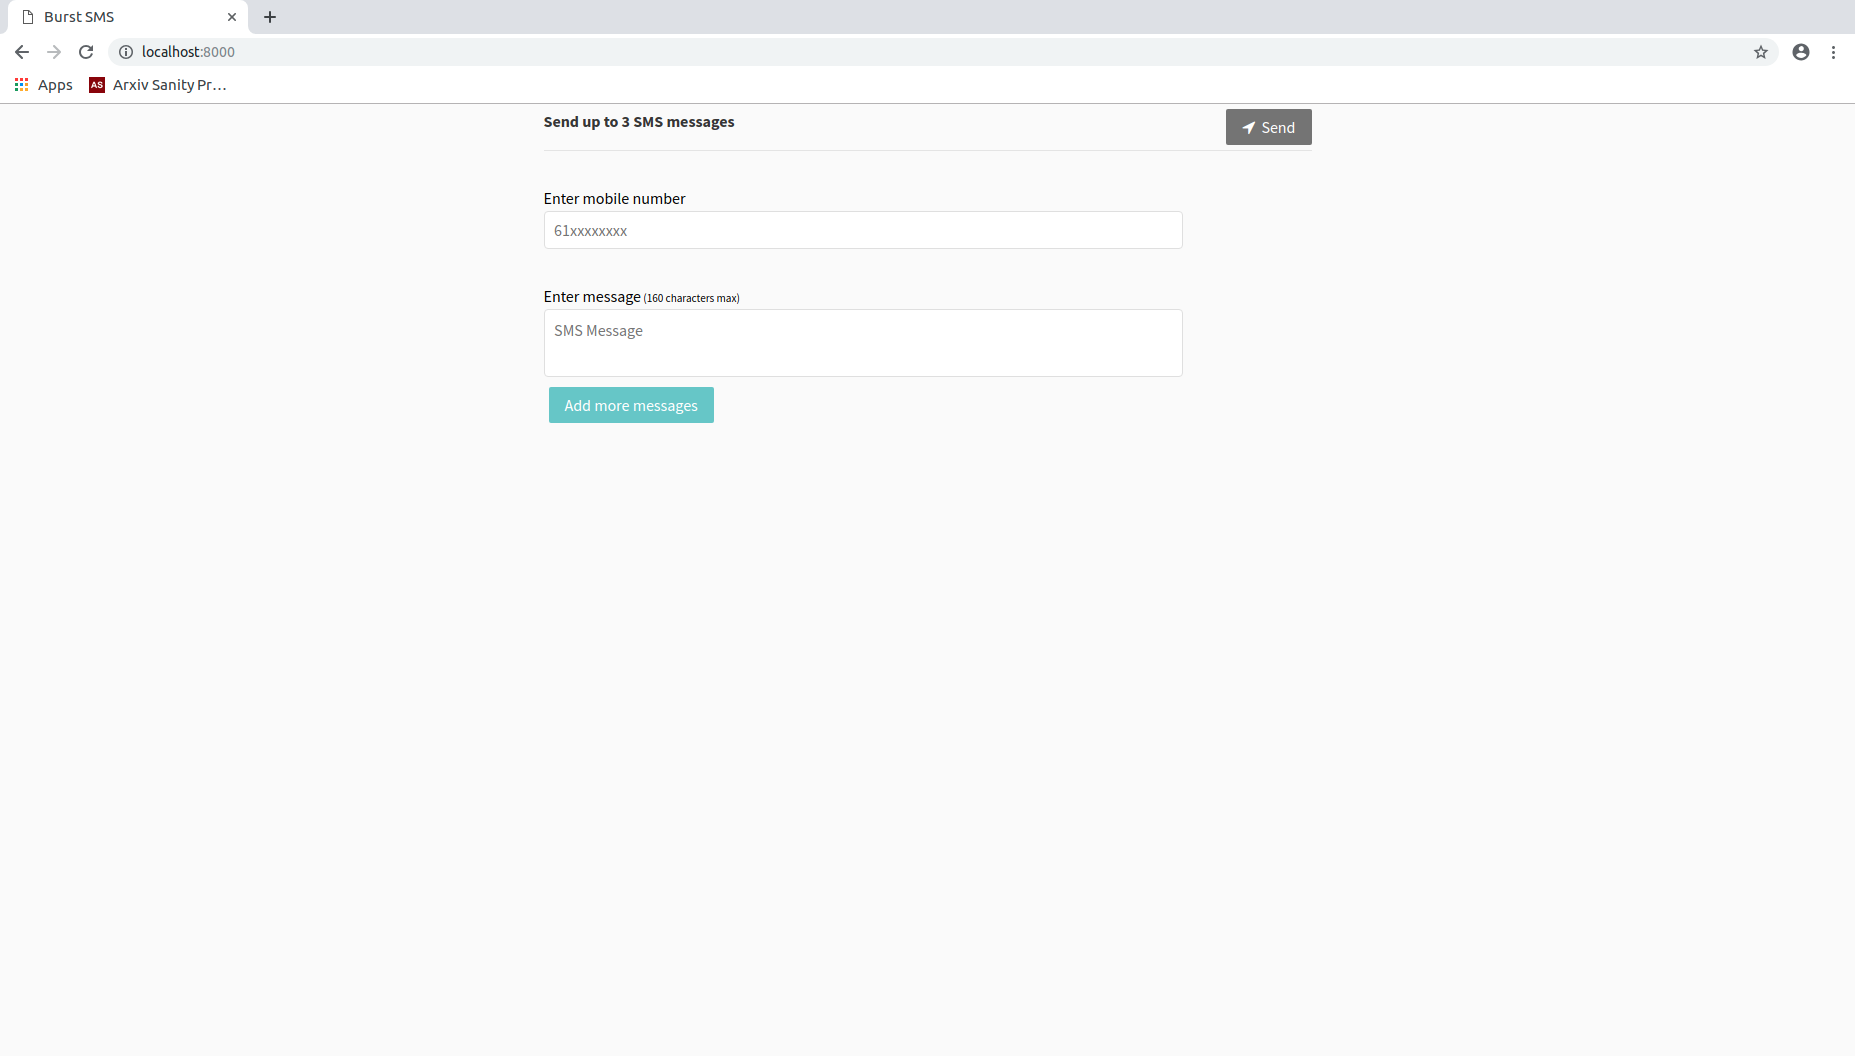 Burst SMS
localhost:8000
Apps
AS
Arxiv Sanity Pr...
Send up to 3 SMS messages
Send
Enter mobile number
61xxxxxxxx
Enter message (160 characters max)
SMS Message
Add more messages